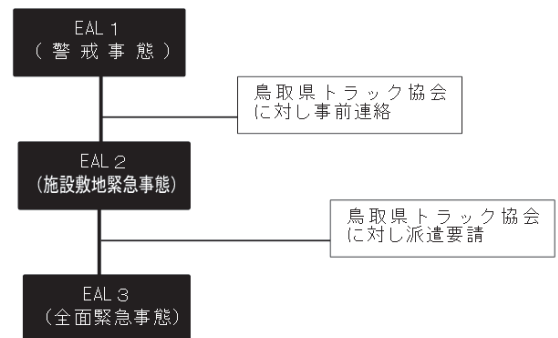 EAL 1
(警戒事態)
鳥取県トラック協会
に対し事前連絡
EAL 2
(施設敷地緊急事態)
鳥取県トラック協会
に対し派遣要請
EAL 3
(全面緊急事態)